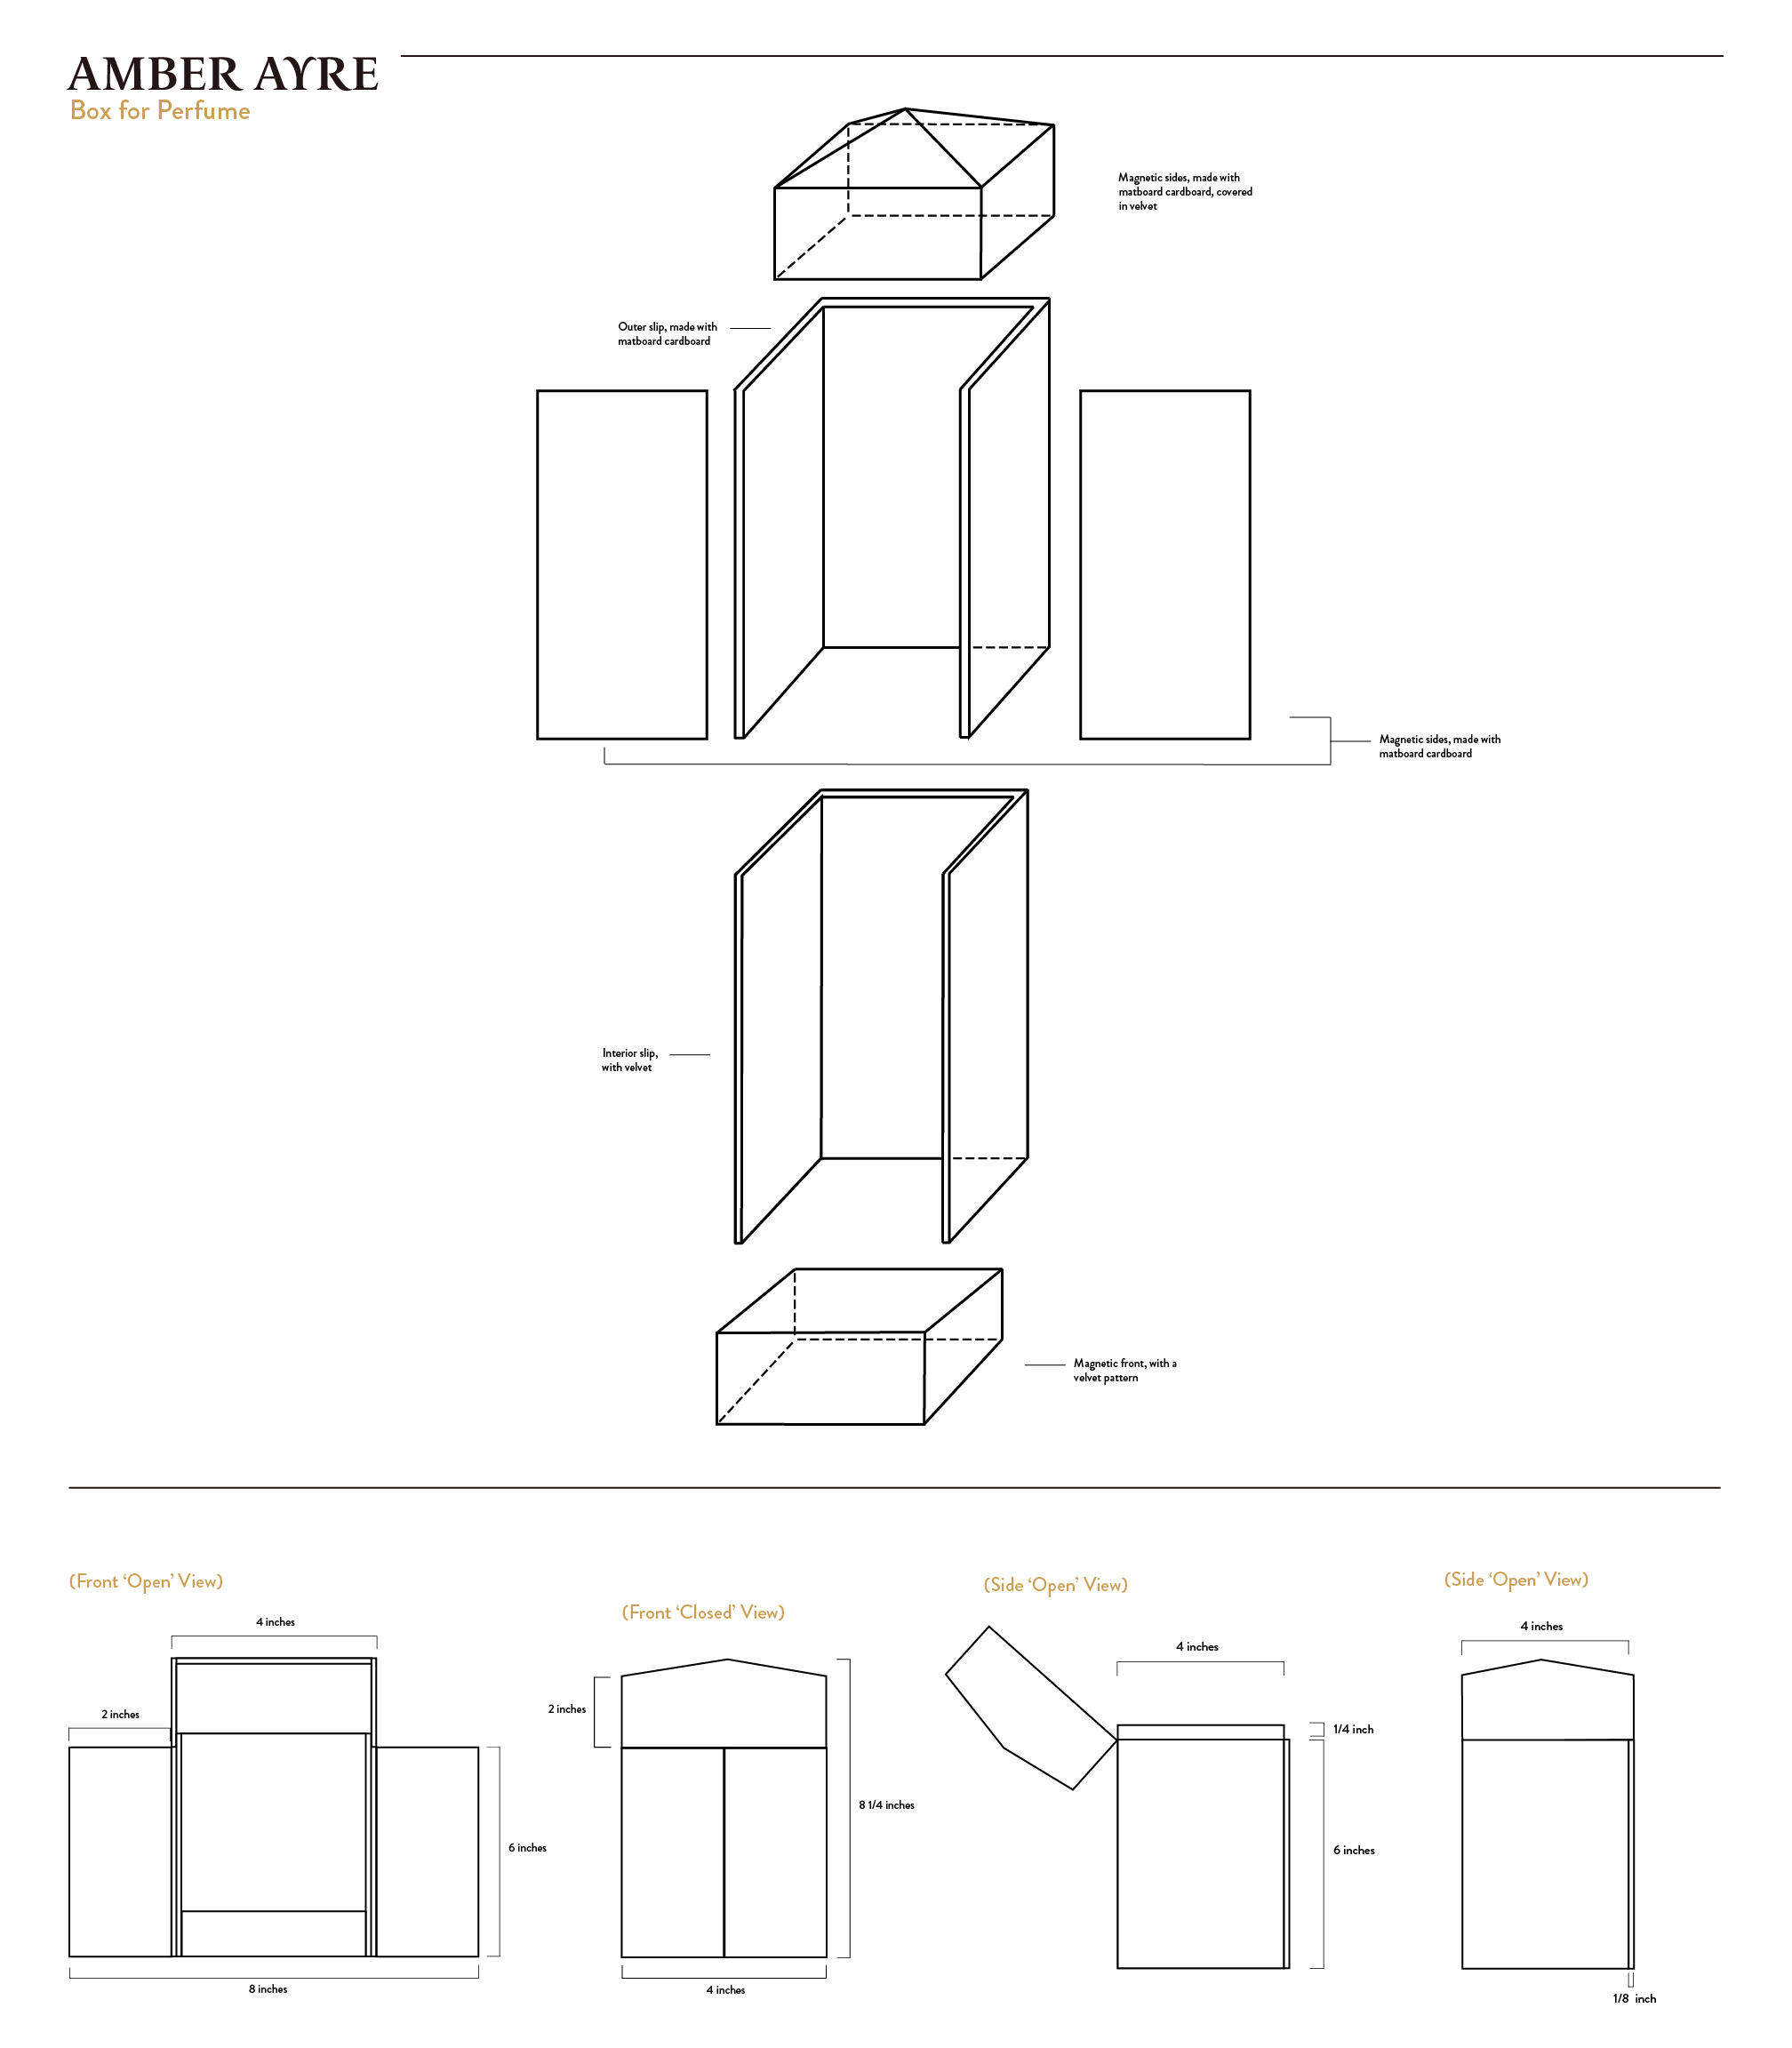 AMBER AYRE
Box for Perfume
Magnetic sides, made with
matboard cardboard, covered
in velvet
Outer slip, made with
matboard cardboard
Magnetic sides, made with
matboard cardboard
Interior slip,
with velvet
Magnetic front, with a
velvet pattern
(Front ‘Open’ View)
4 inches
2 inches
6 inches
8 inches
(Front ‘Closed’ View)
2 inches
8 1/4 inches
4 inches
(Side ‘Open’ View)
4 inches
1/4 inch
6 inches
(Side ‘Open’ View)
4 inches
1/8 inch